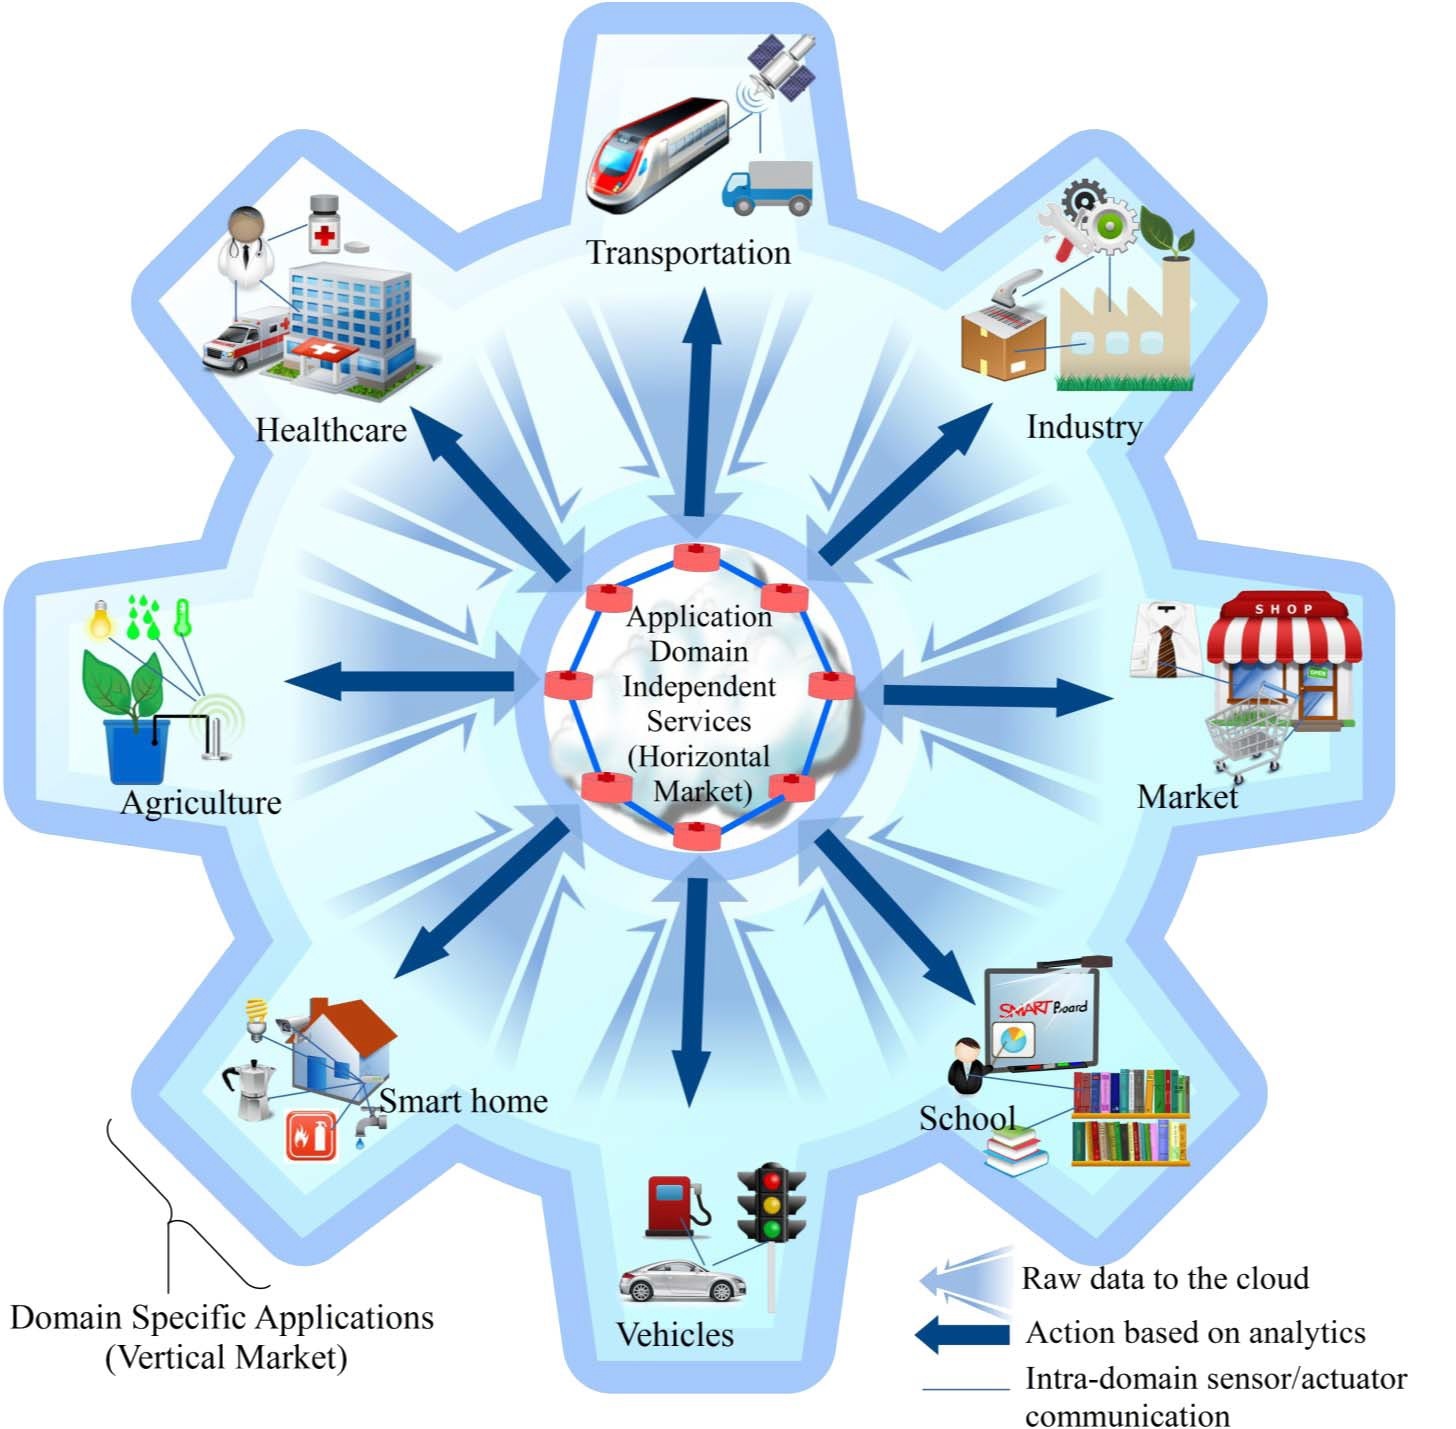 Transportation
Healthcare
Industry
SHOP
OPEN
Application
Domain
Independent
Services
(Horizontal
Market)
Agriculture
Market
SMART Board
Smart home
School
Vehicles
Domain Specific Applications
(Vertical Market)
Raw data to the cloud
Action based on analytics
Intra-domain sensor/actuator
communication